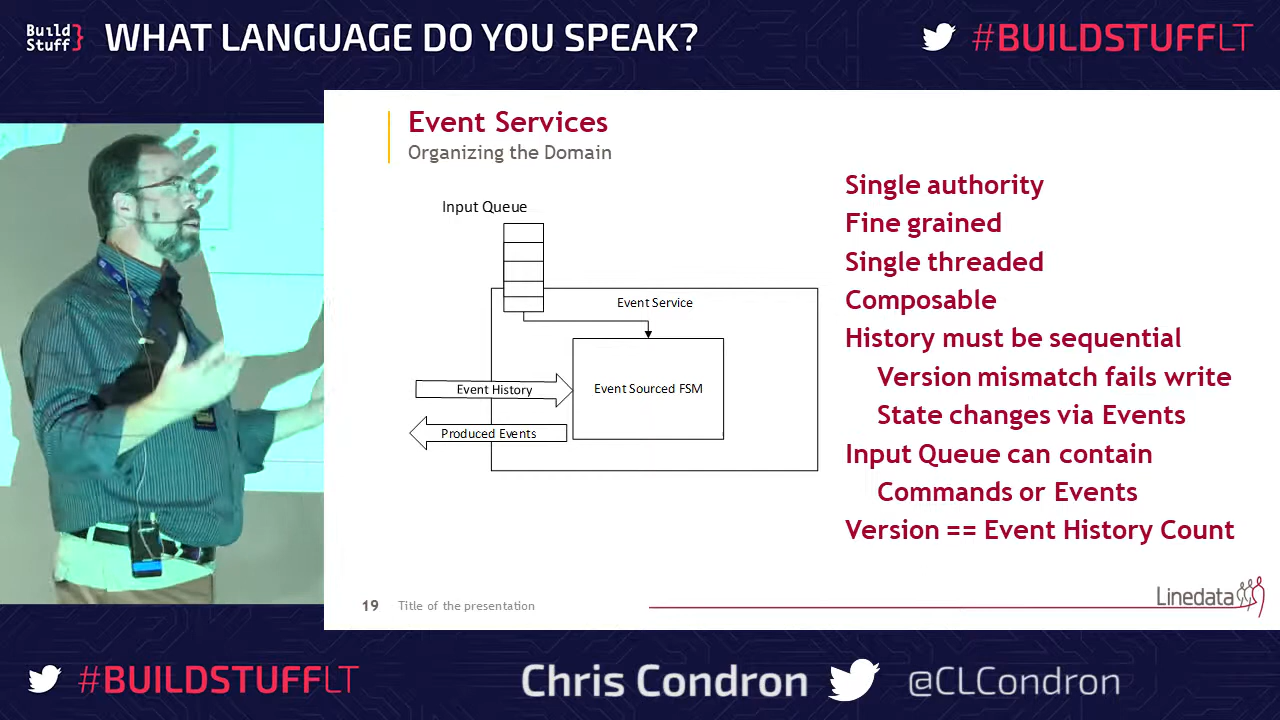 Build
Stuff
WHAT LANGUAGE DO YOU SPEAK?
#BUILDSTUFFLT
Event Services
Organizing the Domain
Input Queue
Event Service
Event Sourced FSM
Event History
Produced Events
Single authority
Fine grained
Single threaded
Composable
History must be sequential
Version mismatch fails write
State changes via Events
Input Queue can contain
Commands or Events
Version == Event History Count
19 Title of the presentation
Linedata
#BUILDSTUFFLT
Chris Condron
@CLCondron